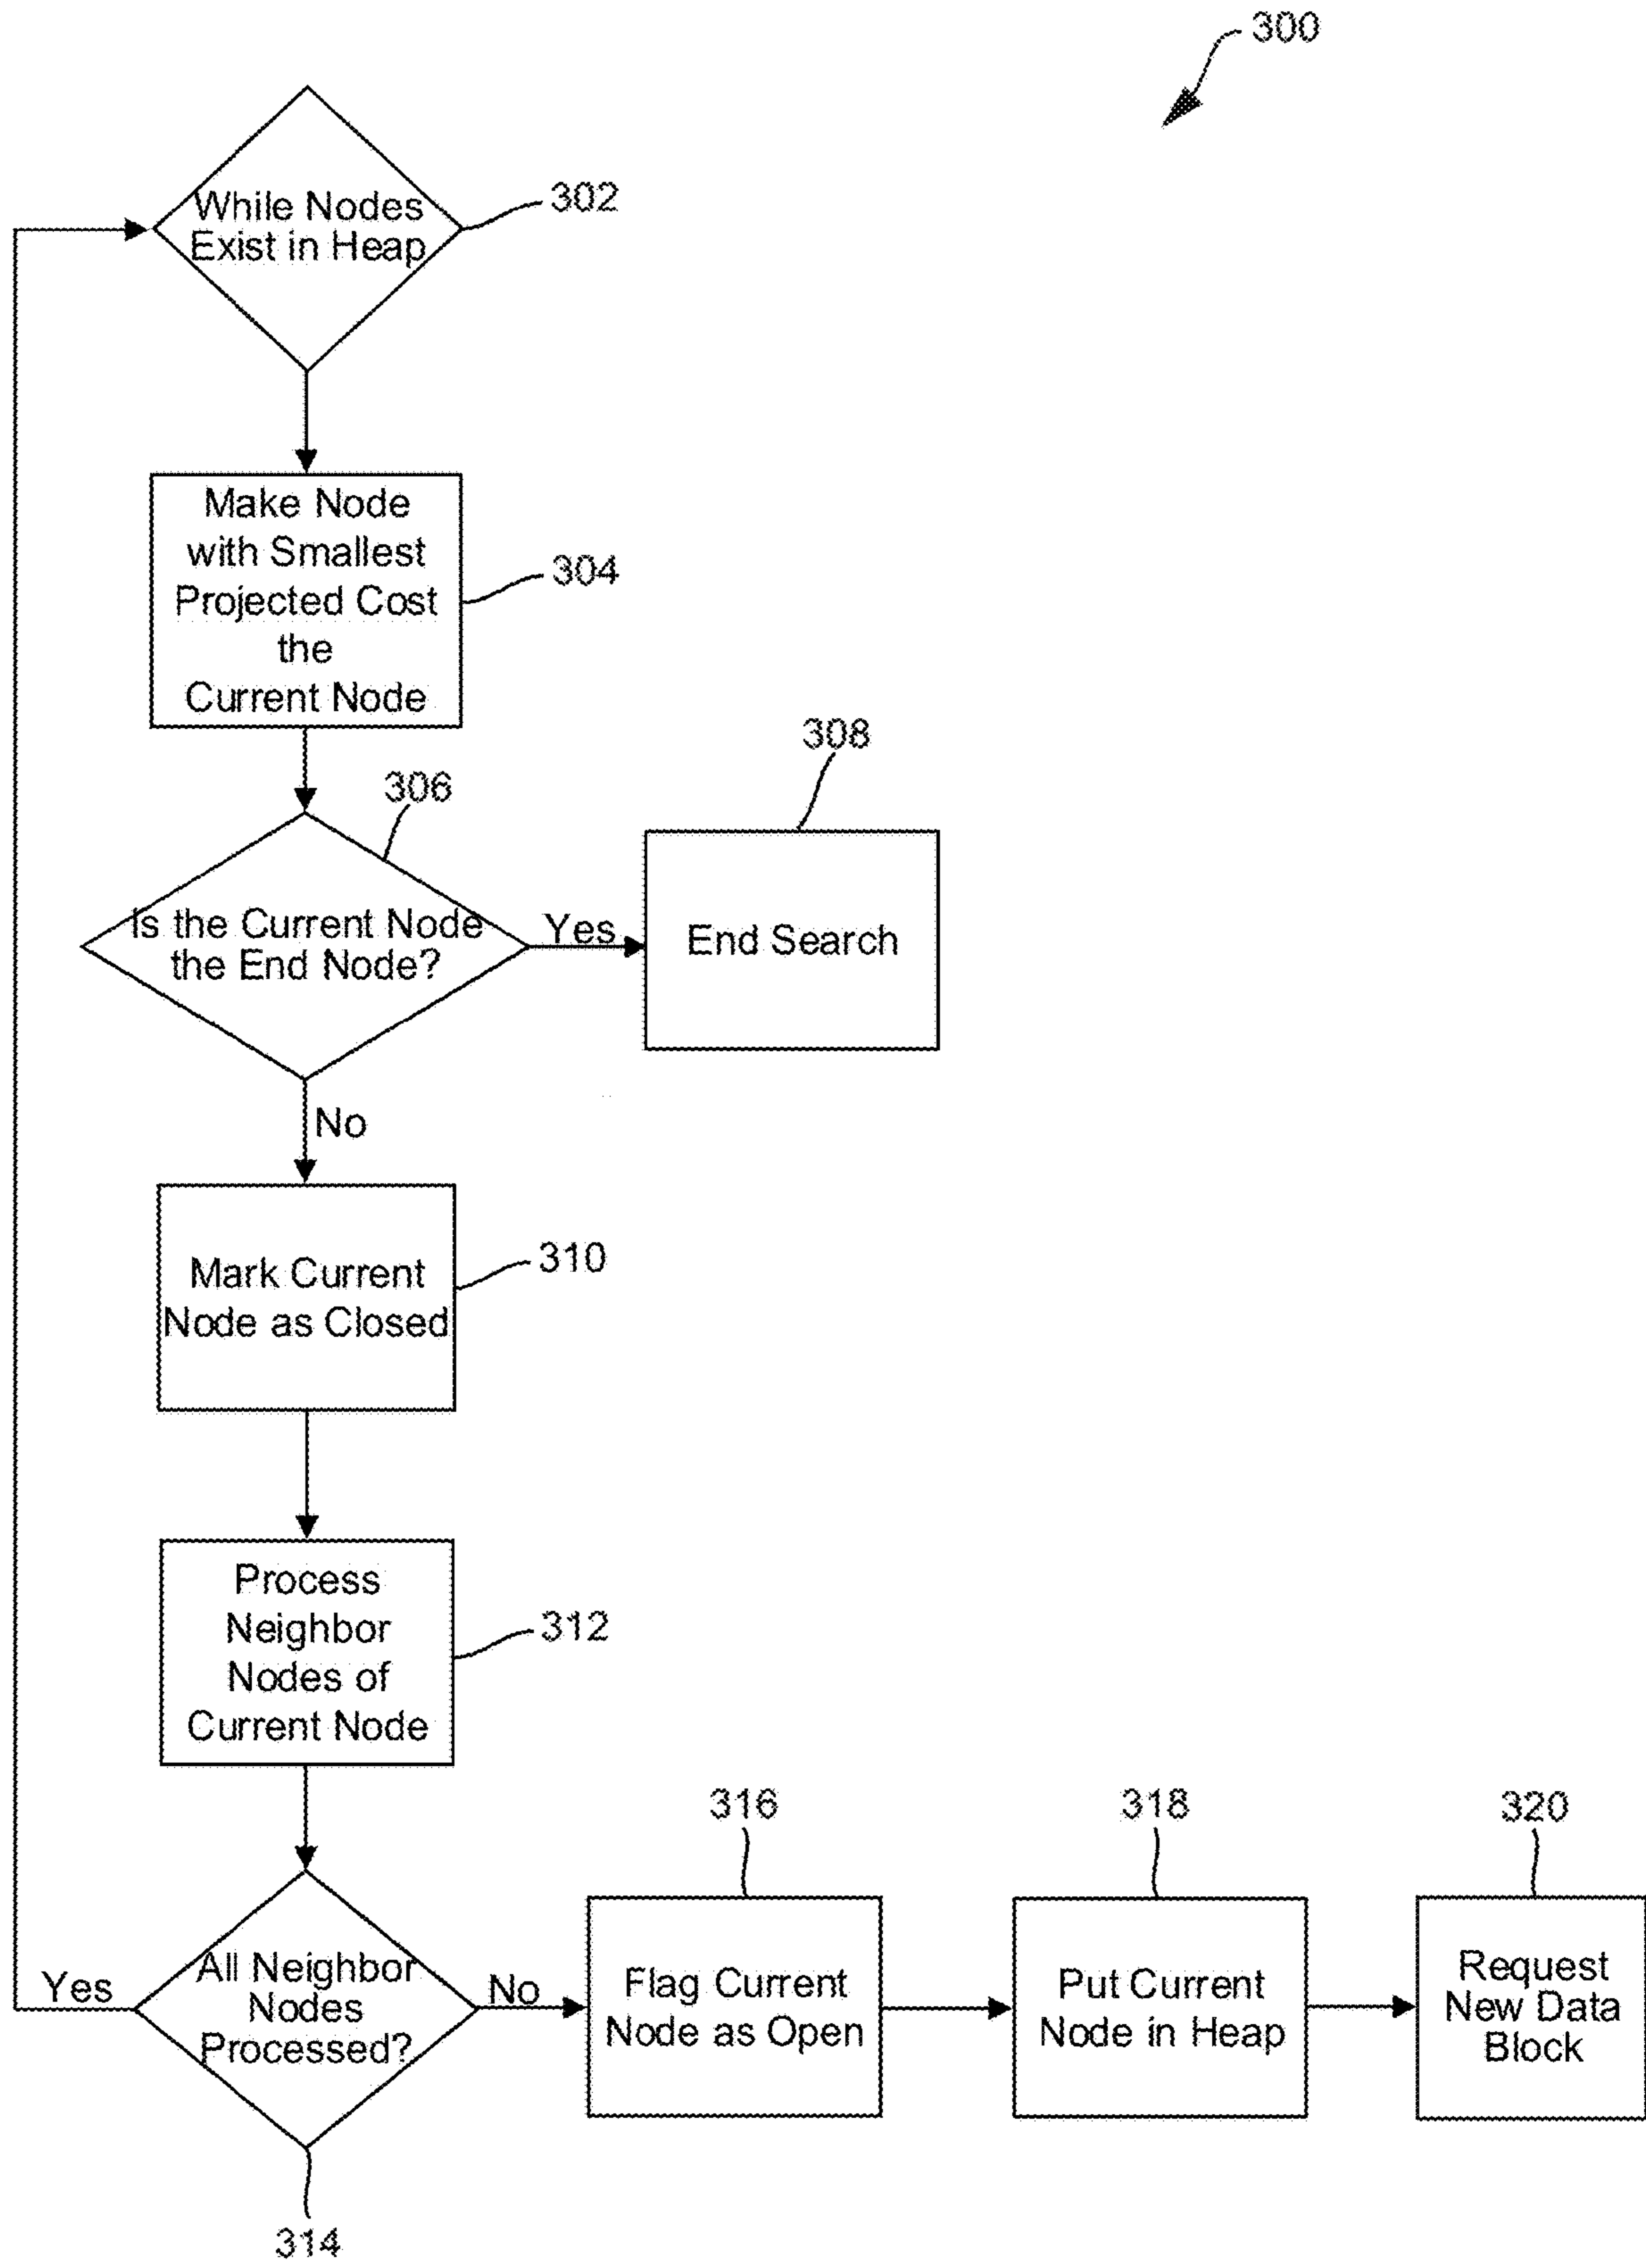 300
While Nodes
Exist in Heap
302
Make Node
with Smallest
Projected Cost
the
Current Node
304
306
Is the Current Node
the End Node?
Yes
308
End Search
No
Mark Current
Node as Closed
310
Process
Neighbor
Nodes of
Current Node
312
All Neighbor
Nodes
Processed?
314
Yes
No
316
Flag Current
Node as Open
318
Put Current
Node in Heap
320
Request
New Data
Block